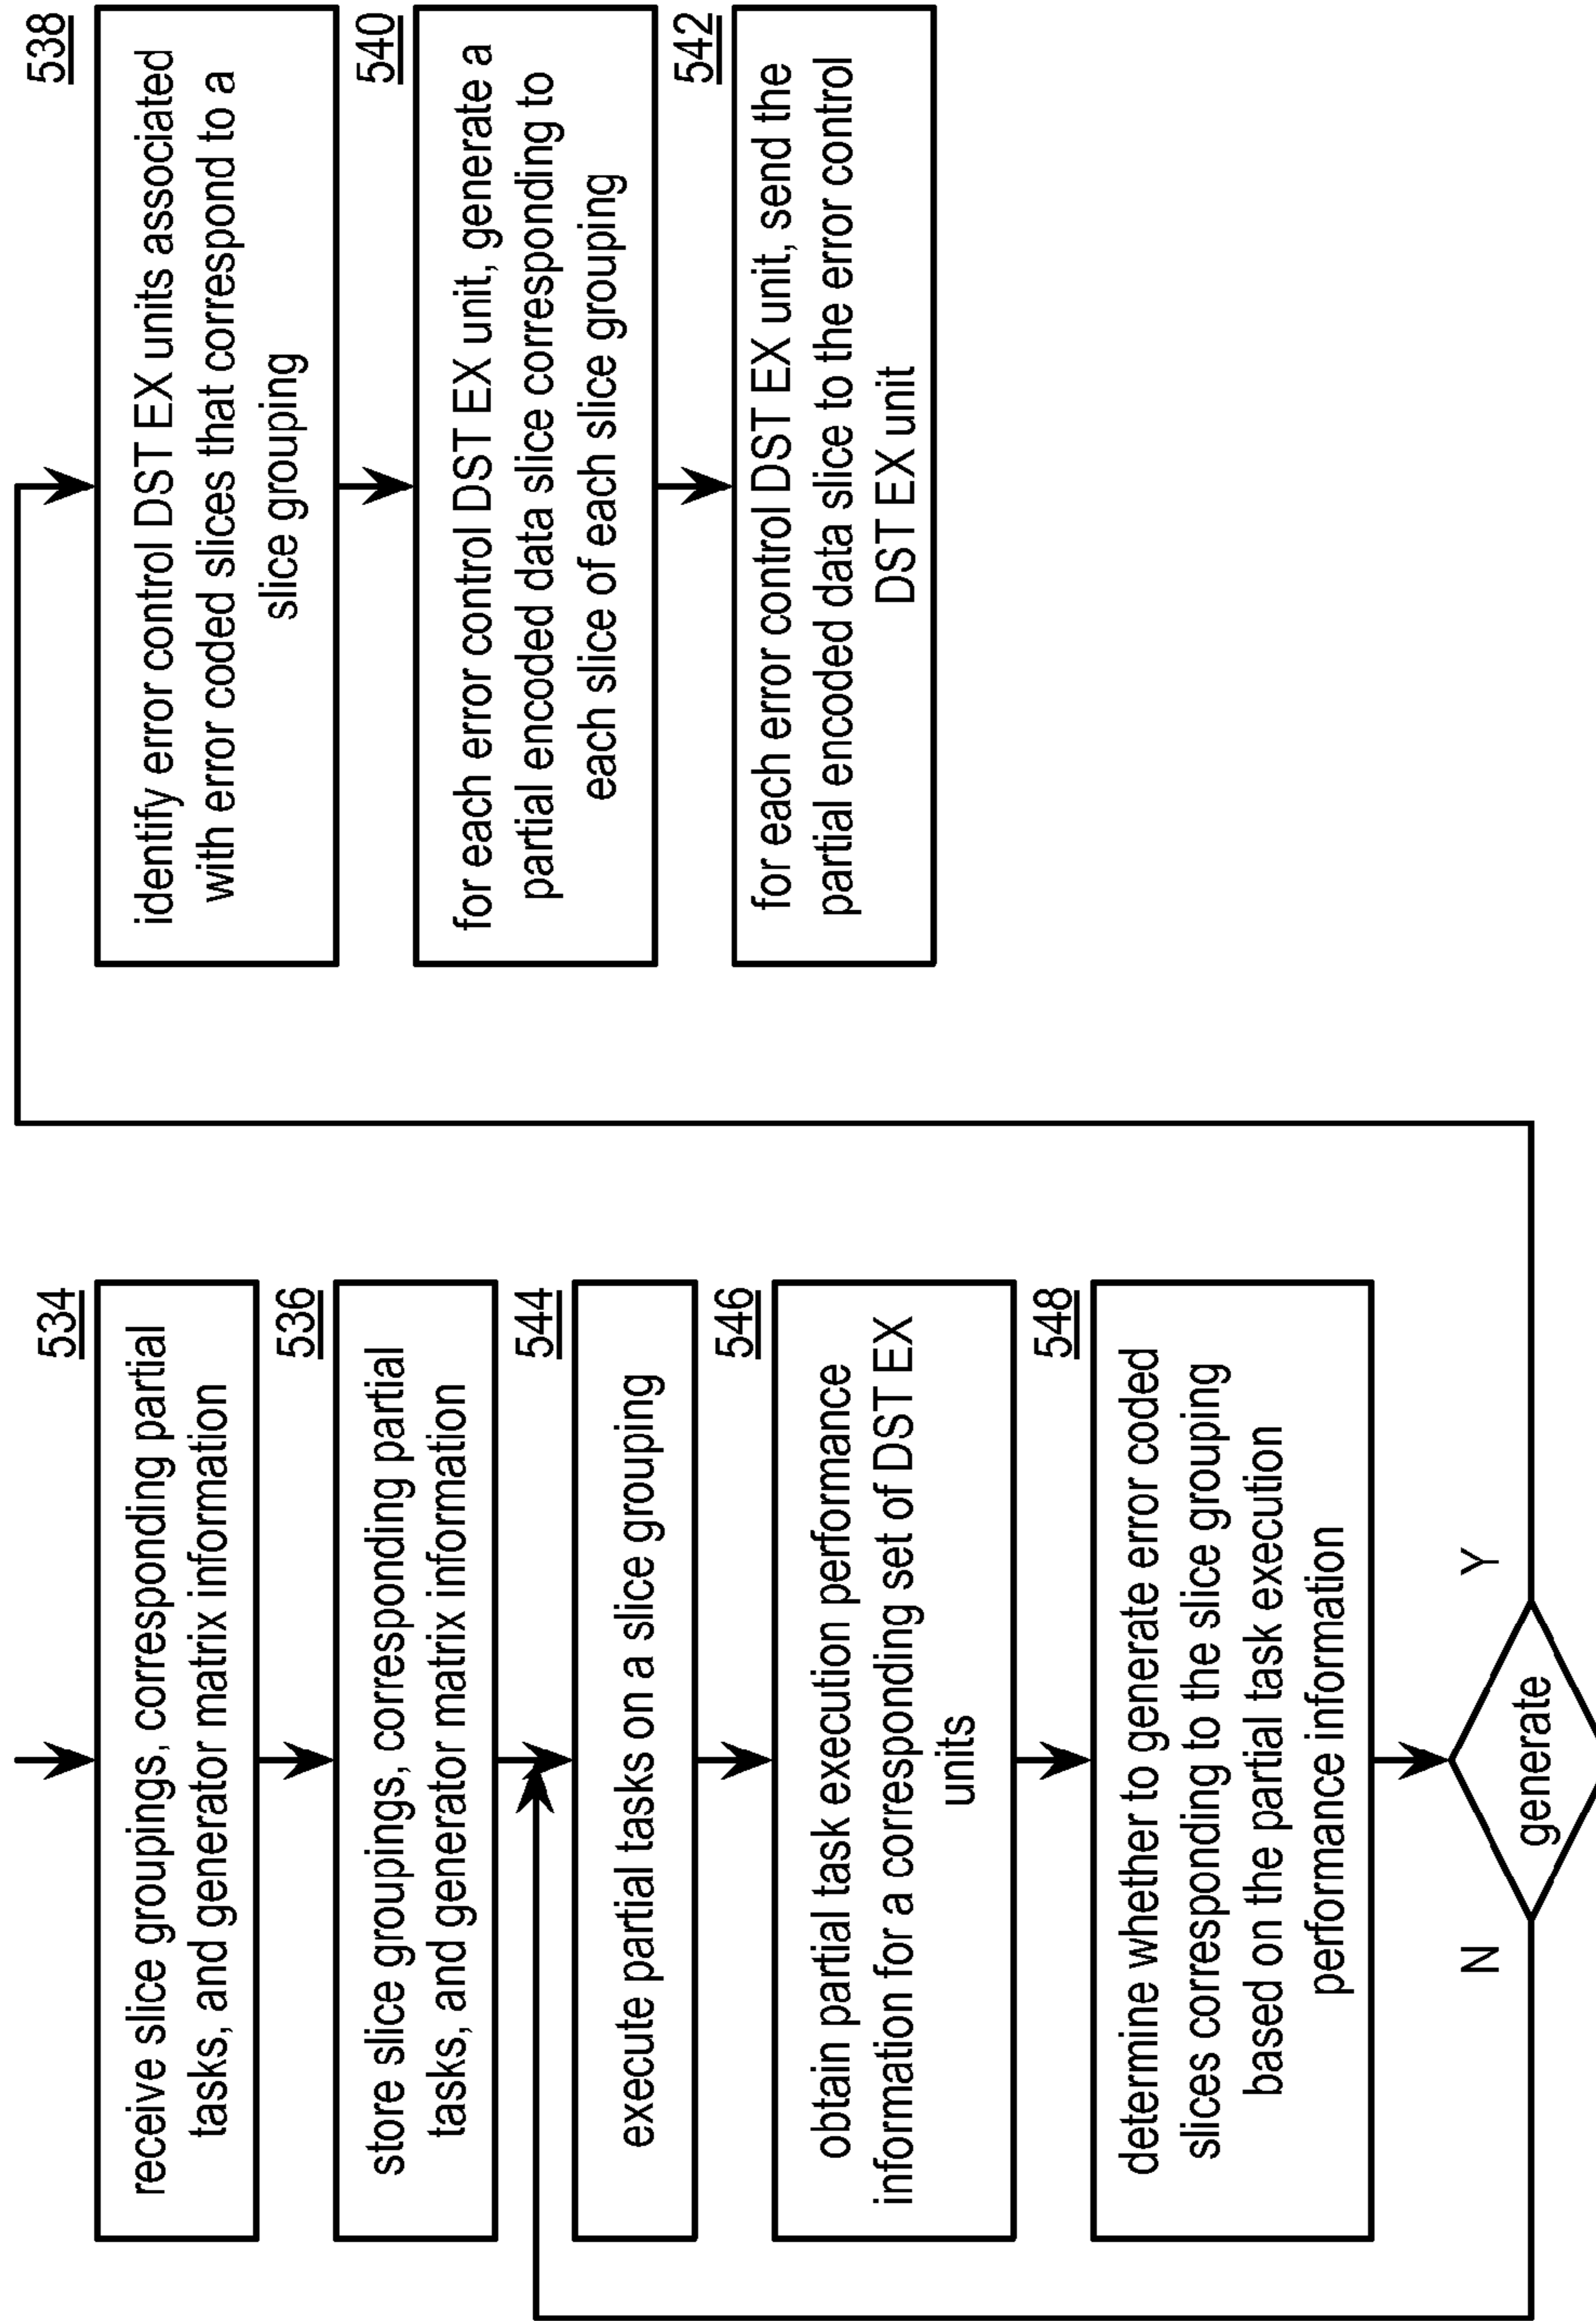 534
receive slice groupings, corresponding partial
tasks, and generator matrix information
536
store slice groupings, corresponding partial
tasks, and generator matrix information
544
execute partial tasks on a slice grouping
546
obtain partial task execution performance
information for a corresponding set of DST EX
units
548
determine whether to generate error coded
slices corresponding to the slice grouping
based on the partial task execution
performance information
N
generate
Y
538
identify error control DST EX units associated
with error coded slices that correspond to a
slice grouping
540
for each error control DST EX unit, generate a
partial encoded data slice corresponding to
each slice of each slice grouping
542
for each error control DST EX unit, send the
partial encoded data slice to the error control
DST EX unit